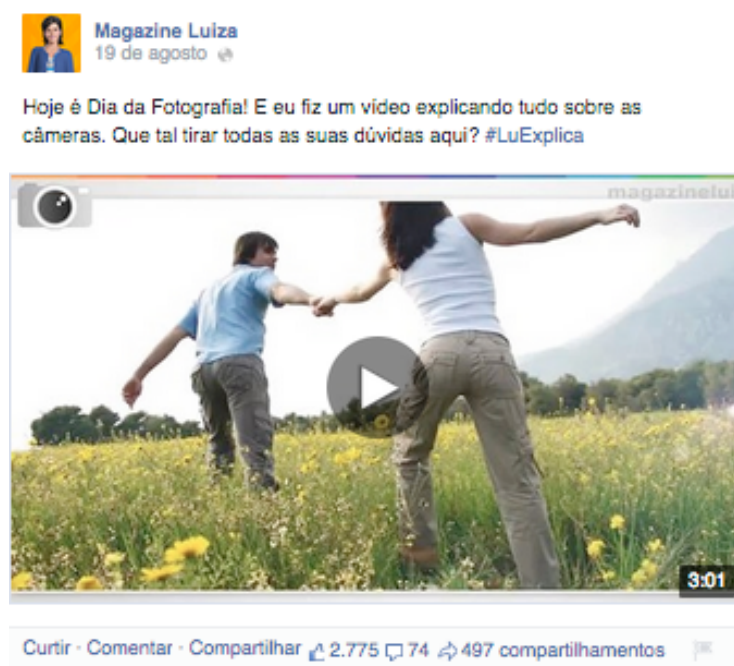 Magazine Luiza
19 de agosto
Hoje é Dia da Fotografia! E eu fiz um vídeo explicando tudo sobre as
câmeras. Que tal tirar todas as suas dúvidas aqui? #LuExplica
magazinelui
3:01
Curtir · Comentar · Compartilhar 2.775 74 497 compartilhamentos